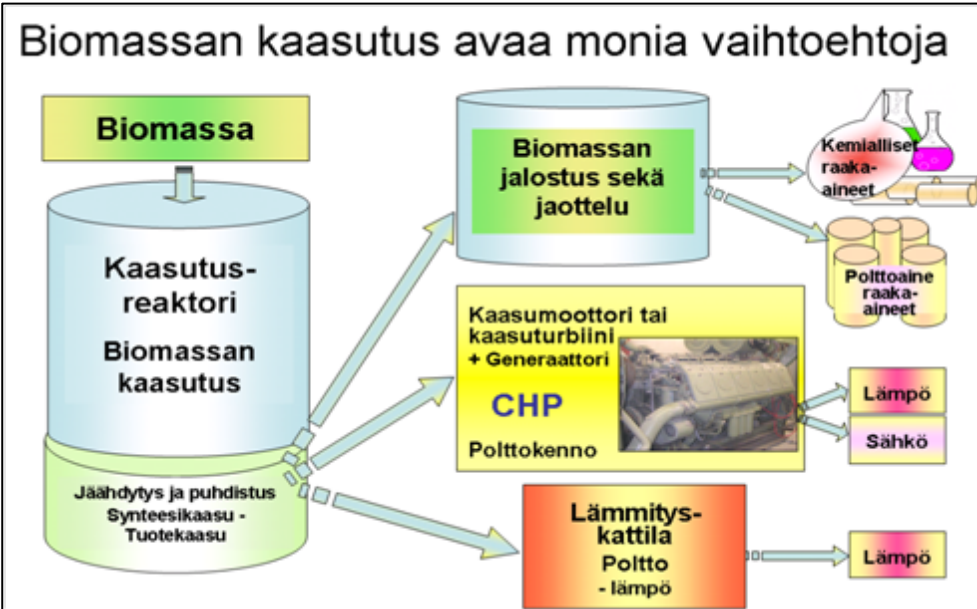 Biomassan kaasutus avaa monia vaihtoehtoja
Biomassa
Kaasutus-
reaktori
Biomassan
kaasutus
Jäähdytys ja puhdistus
Synteesikaasu -
Tuotekaasu
Biomassan
jalostus sekä
jaottelu
Kemialliset
raaka-
aineet
Polttoaine
raaka-
aineet
Kaasumoottori tai
kaasuturbiini
+ Generaattori
CHP
Polttokenno
Lämpö
Sähkö
Lämmitys-
kattila
Poltto
- lämpö
Lämpö